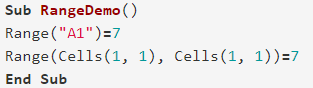 Sub RangeDemo()
Range("A1")=7
Range(Cells(1, 1), Cells(1, 1))=7
End Sub